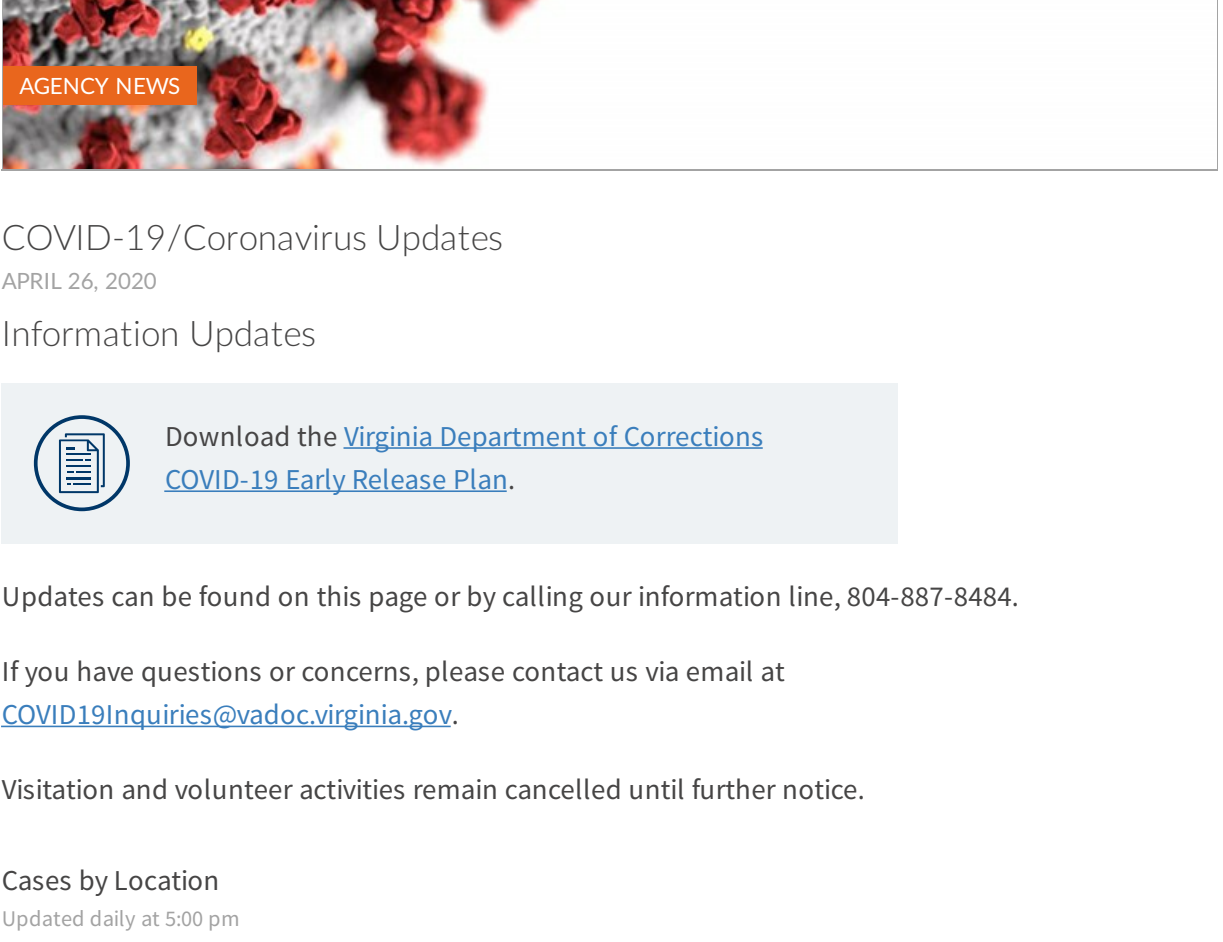 AGENCY NEWS
COVID-19/Coronavirus Updates
APRIL 26, 2020
Information Updates
Download the Virginia Department of Corrections
COVID-19 Early Release Plan.
Updates can be found on this page or by calling our information line, 804-887-8484.
If you have questions or concerns, please contact us via email at
COVID19Inquiries@vadoc.virginia.gov.
Visitation and volunteer activities remain cancelled until further notice.
Cases by Location
Updated daily at 5:00 pm